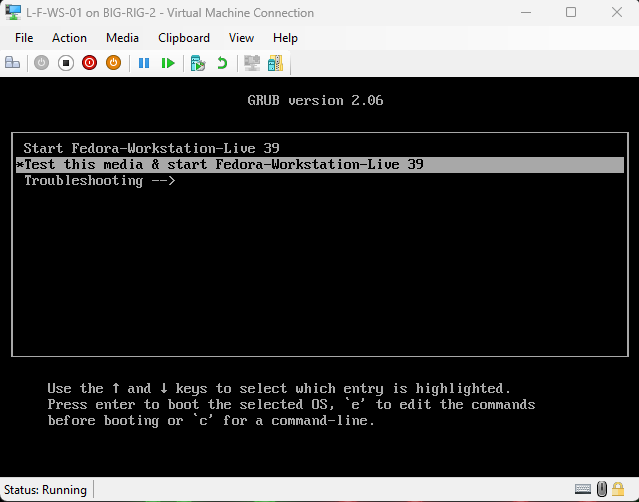 L-F-WS-01 on BIG-RIG-2 - Virtual Machine Connection
File Action Media Clipboard View Help
GRUB version 2.06
Start Fedora-Workstation-Live 39
*Test this media & start Fedora-Workstation-Live 39
Troubleshooting -->
Use the ↑ and ↓ keys to select which entry is highlighted.
Press enter to boot the selected OS, `e' to edit the commands
before booting or `c' for a command-line.
Status: Running